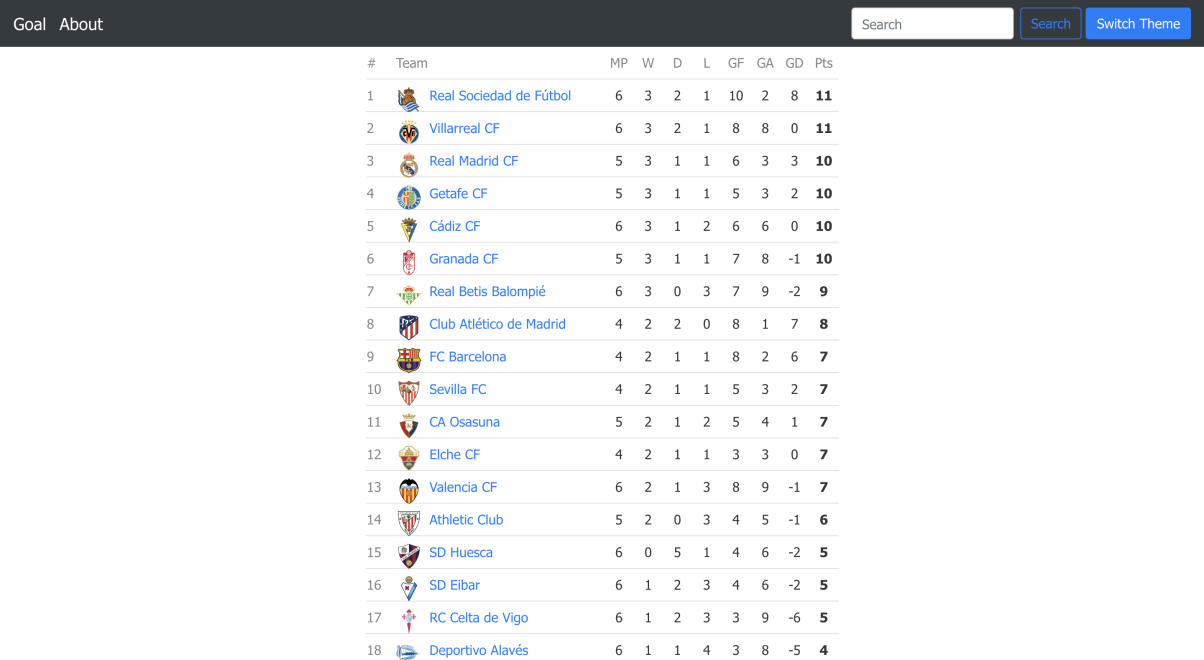 Goal About Search Search Switch Theme
# Team MP W D L GF GA GD Pts
1 Real Sociedad de Fútbol 6 3 2 1 10 2 8 11
2 Villarreal CF 6 3 2 1 8 8 0 11
3 Real Madrid CF 5 3 1 1 6 3 3 10
4 Getafe CF 5 3 1 1 5 3 2 10
5 Cádiz CF 6 3 1 2 6 6 0 10
6 Granada CF 5 3 1 1 7 8 -1 10
7 Real Betis Balompié 6 3 0 3 7 9 -2 9
8 Club Atlético de Madrid 4 2 2 0 8 1 7 8
9 FC Barcelona 4 2 1 1 8 2 6 7
10 Sevilla FC 4 2 1 1 5 3 2 7
11 CA Osasuna 5 2 1 2 5 4 1 7
12 Elche CF 4 2 1 1 3 3 0 7
13 Valencia CF 6 2 1 3 8 9 -1 7
14 Athletic Club 5 2 0 3 4 5 -1 6
15 SD Huesca 6 0 5 1 4 6 -2 5
16 SD Eibar 6 1 2 3 4 6 -2 5
17 RC Celta de Vigo 6 1 2 3 3 9 -6 5
18 Deportivo Alavés 6 1 1 4 3 8 -5 4